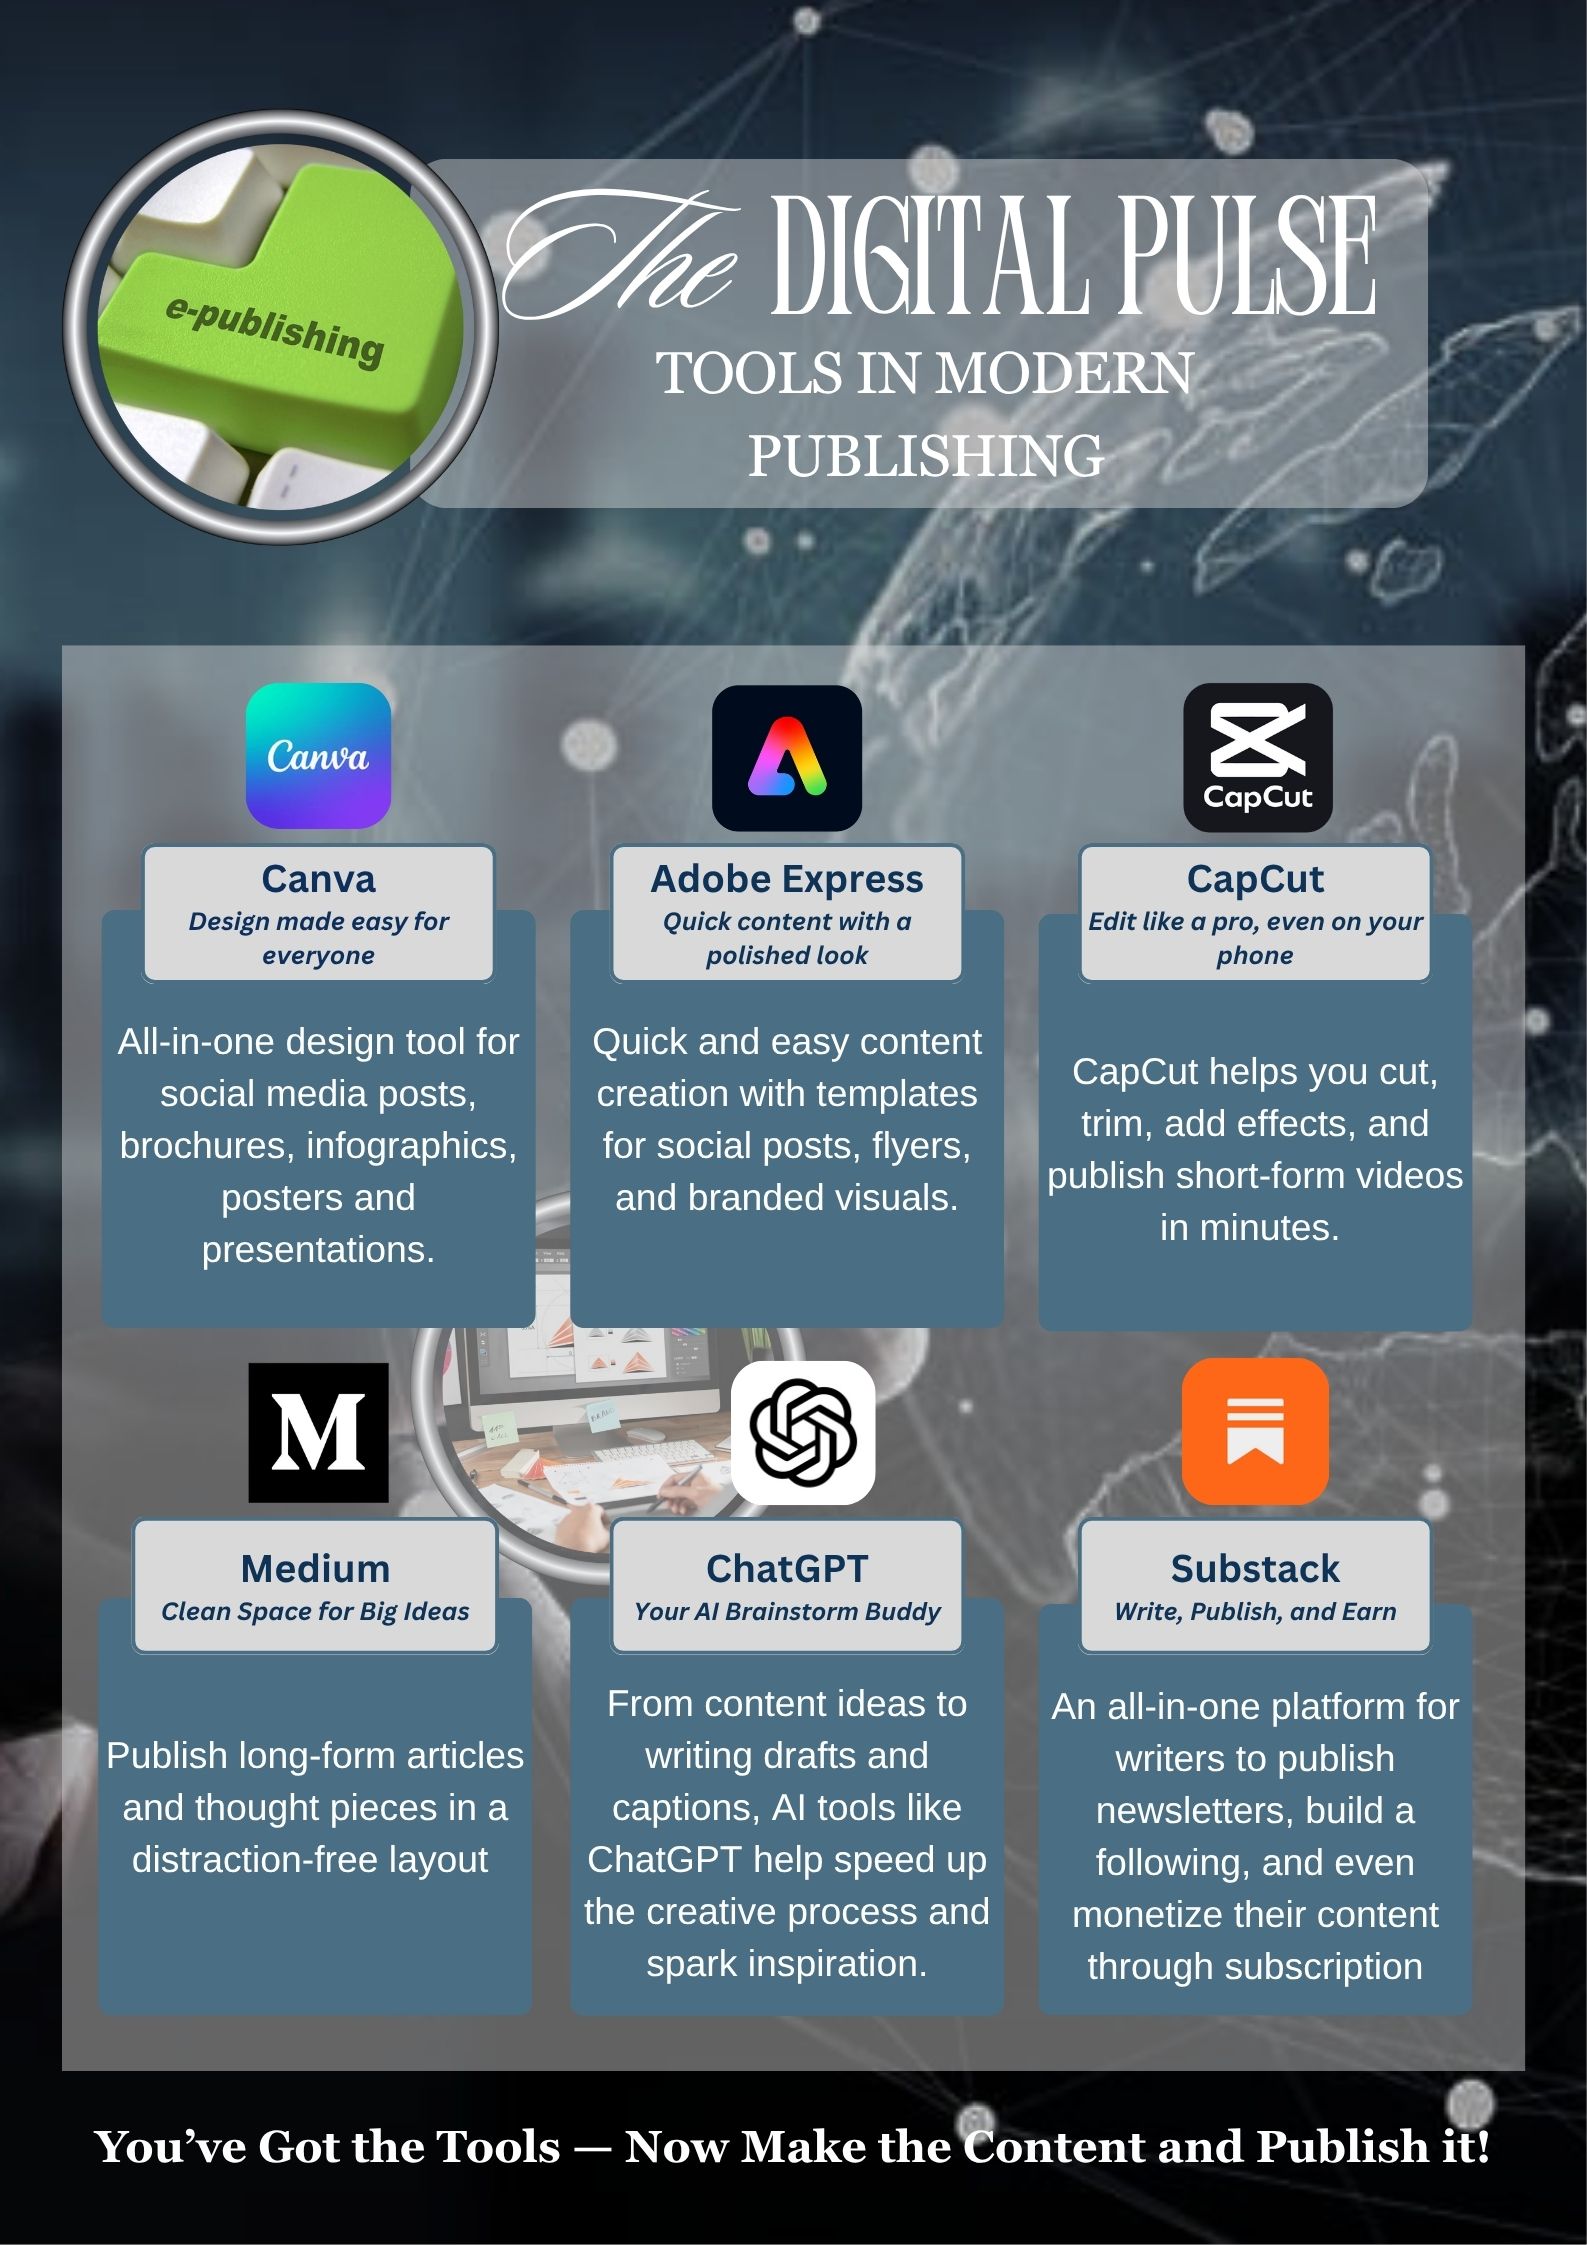 e-publishing
The DIGITAL PULSE
TOOLS IN MODERN
PUBLISHING
Canva
CapCut
Canva
Design made easy for
everyone
All-in-one design tool for
social media posts,
brochures, infographics,
posters and
presentations.
Adobe Express
Quick content with a
polished look
Quick and easy content
creation with templates
for social posts, flyers,
and branded visuals.
CapCut
Edit like a pro, even on your
phone
CapCut helps you cut,
trim, add effects, and
publish short-form videos
in minutes.
M
Medium
Clean Space for Big Ideas
Publish long-form articles
and thought pieces in a
distraction-free layout
ChatGPT
Your AI Brainstorm Buddy
From content ideas to
writing drafts and
captions, AI tools like
ChatGPT help speed up
the creative process and
spark inspiration.
Substack
Write, Publish, and Earn
An all-in-one platform for
writers to publish
newsletters, build a
following, and even
monetize their content
through subscription
You’ve Got the Tools — Now Make the Content and Publish it!